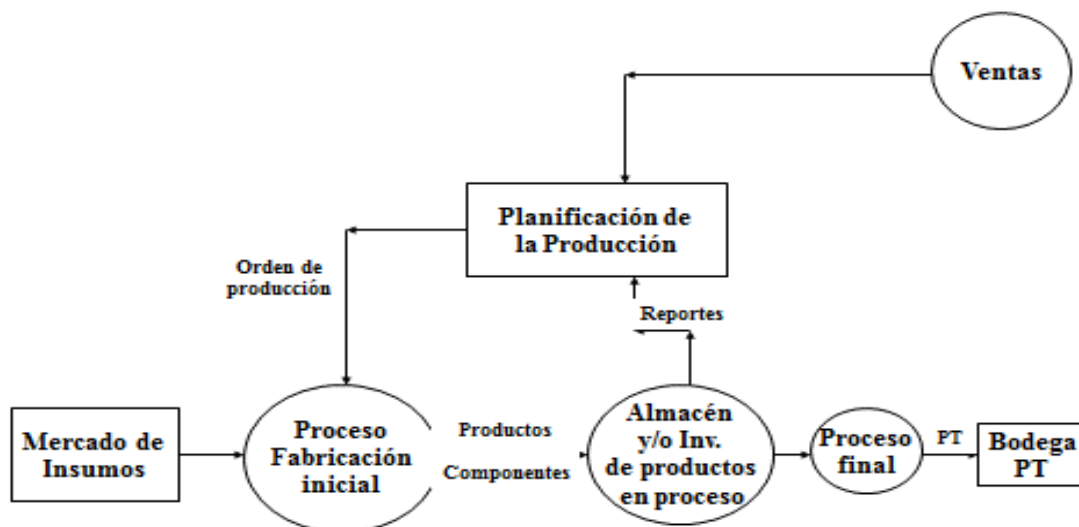 Ventas
Planificación de
la Producción
Orden de
producción
Reportes
Mercado de
Insumos
Proceso
Fabricación
inicial
Productos
Componentes
Almacén
y/o Inv.
de productos
en proceso
Proceso
final
PT
Bodega
PT